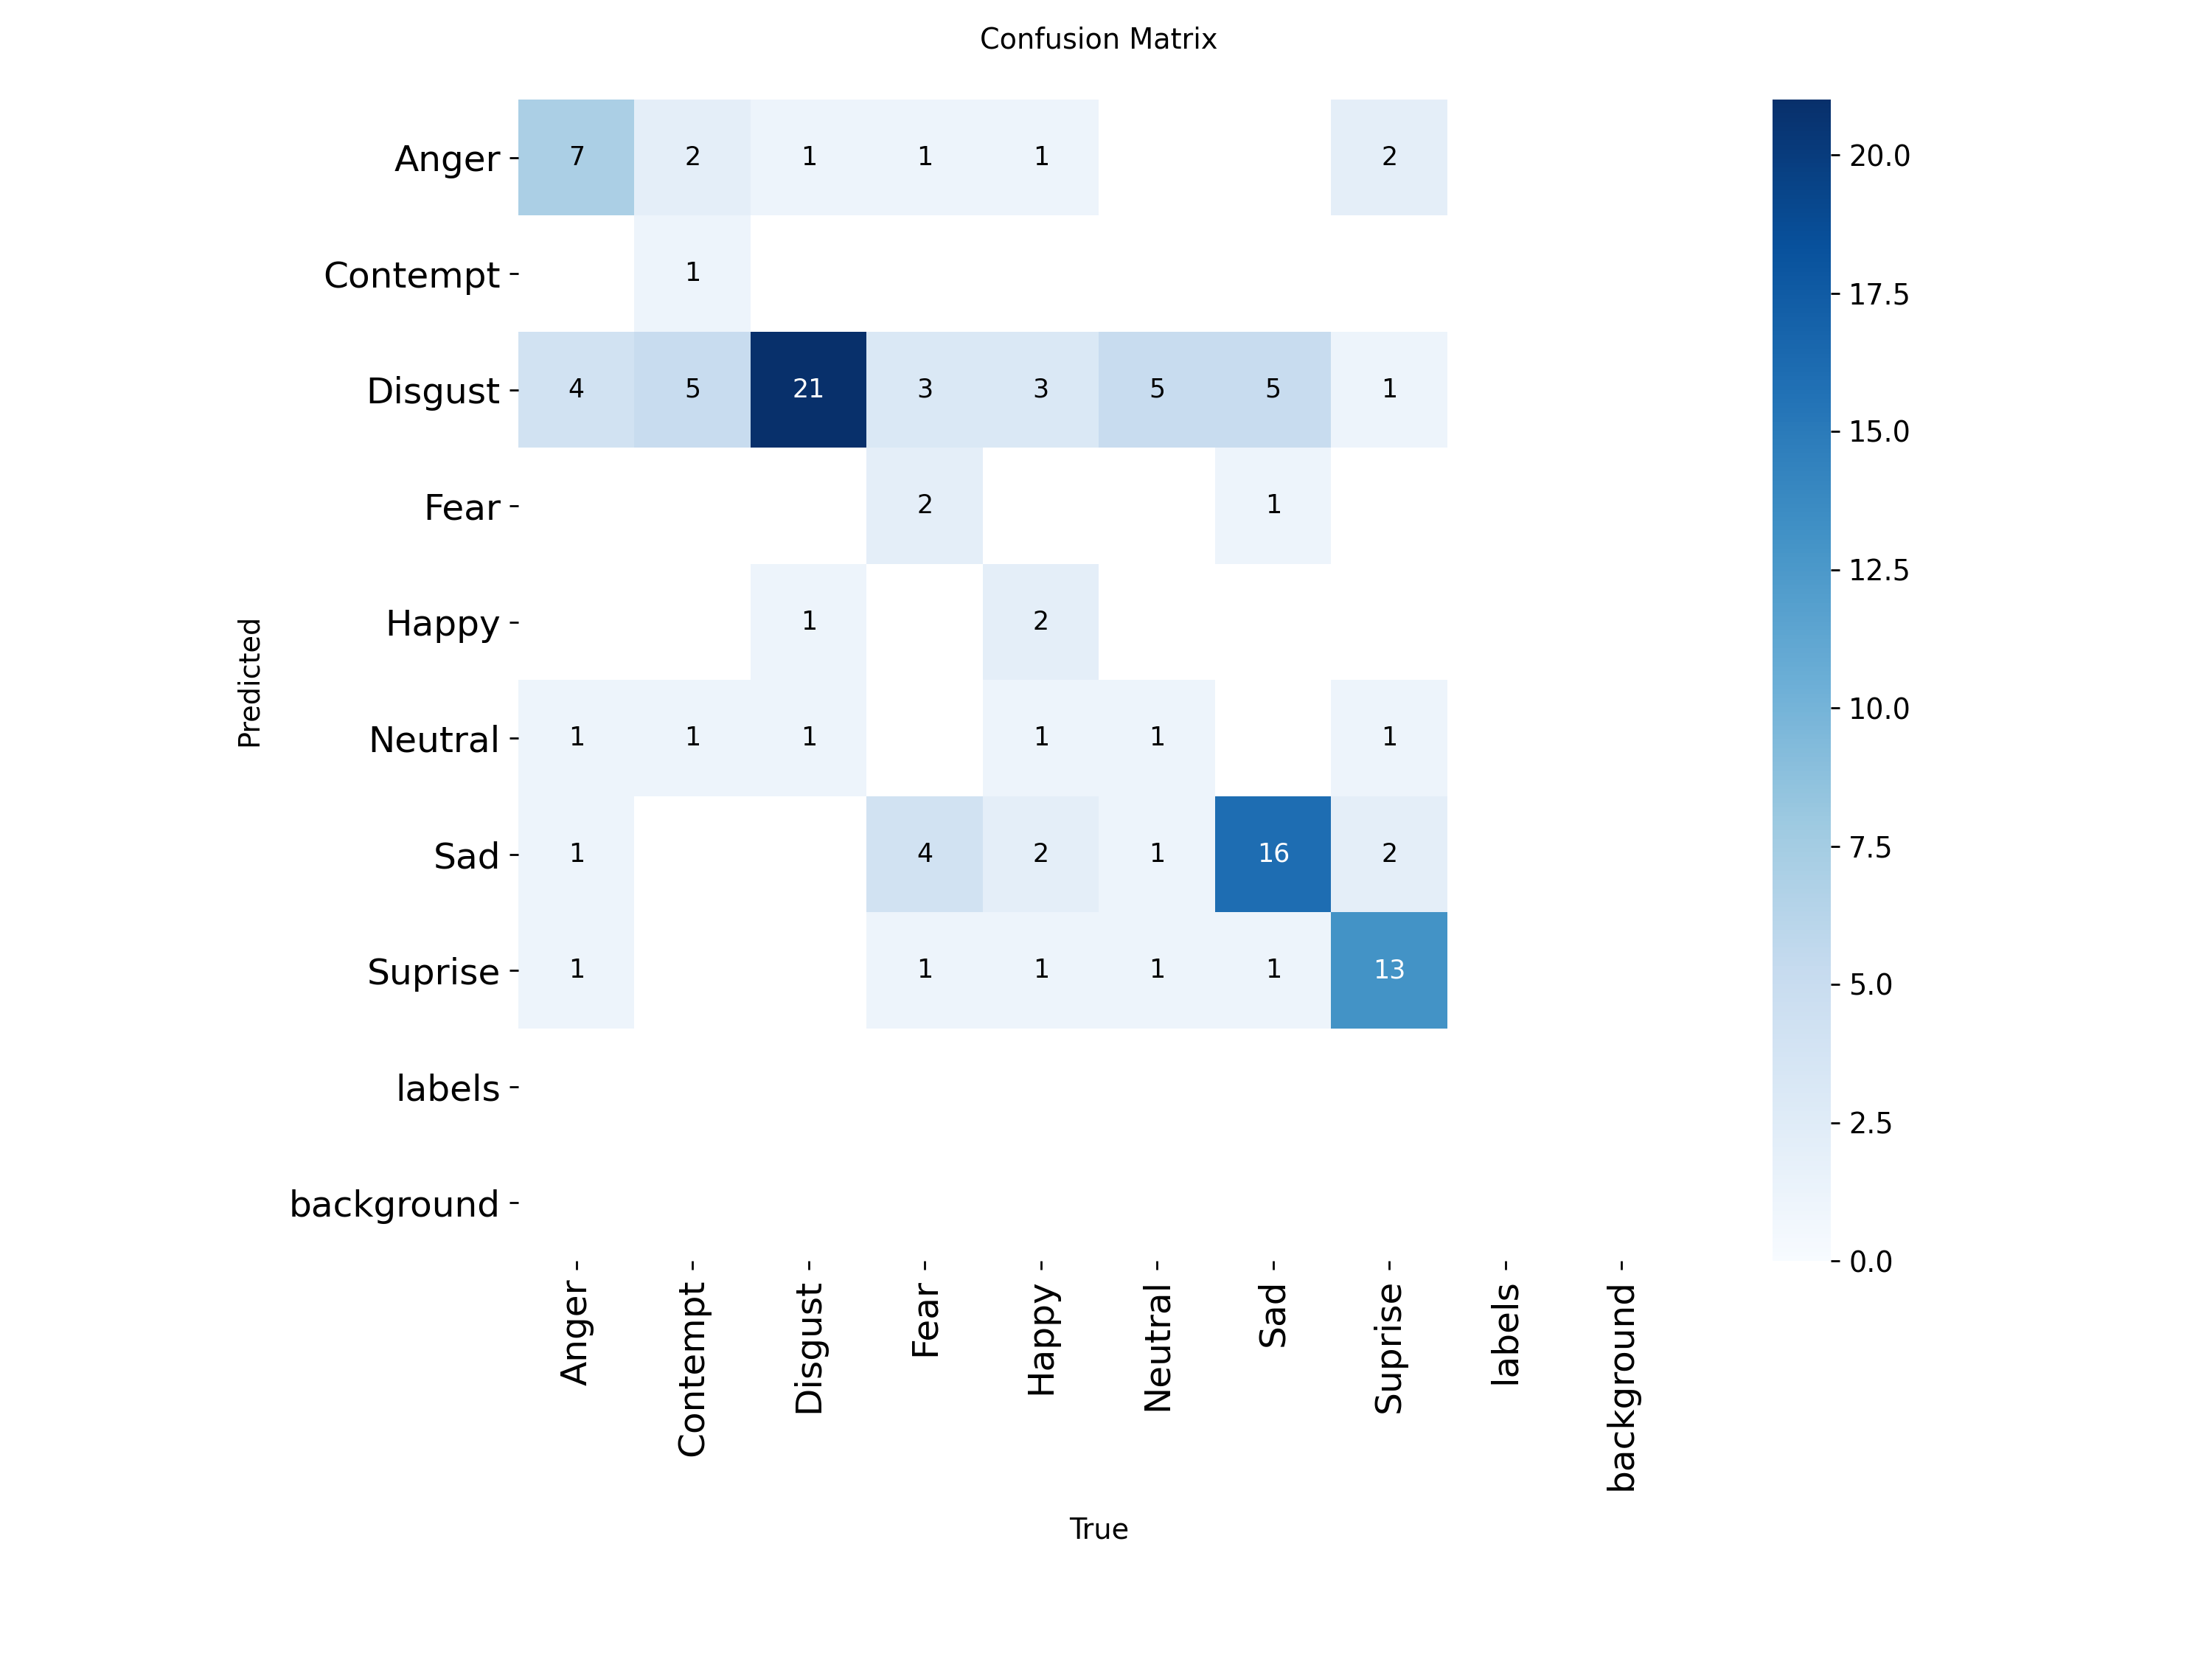 Confusion Matrix
Anger 7 2 1 1 1 2
Contempt 1
Disgust 4 5 21 3 3 5 5 1
Fear 2 1
Happy 1 2
Neutral 1 1 1 1 1 1
Sad 1 4 2 1 16 2
Suprise 1 1 1 1 1 13
labels
background
Predicted
Anger Contempt Disgust Fear Happy Neutral Sad Suprise labels background
True
20.0
17.5
15.0
12.5
10.0
7.5
5.0
2.5
0.0